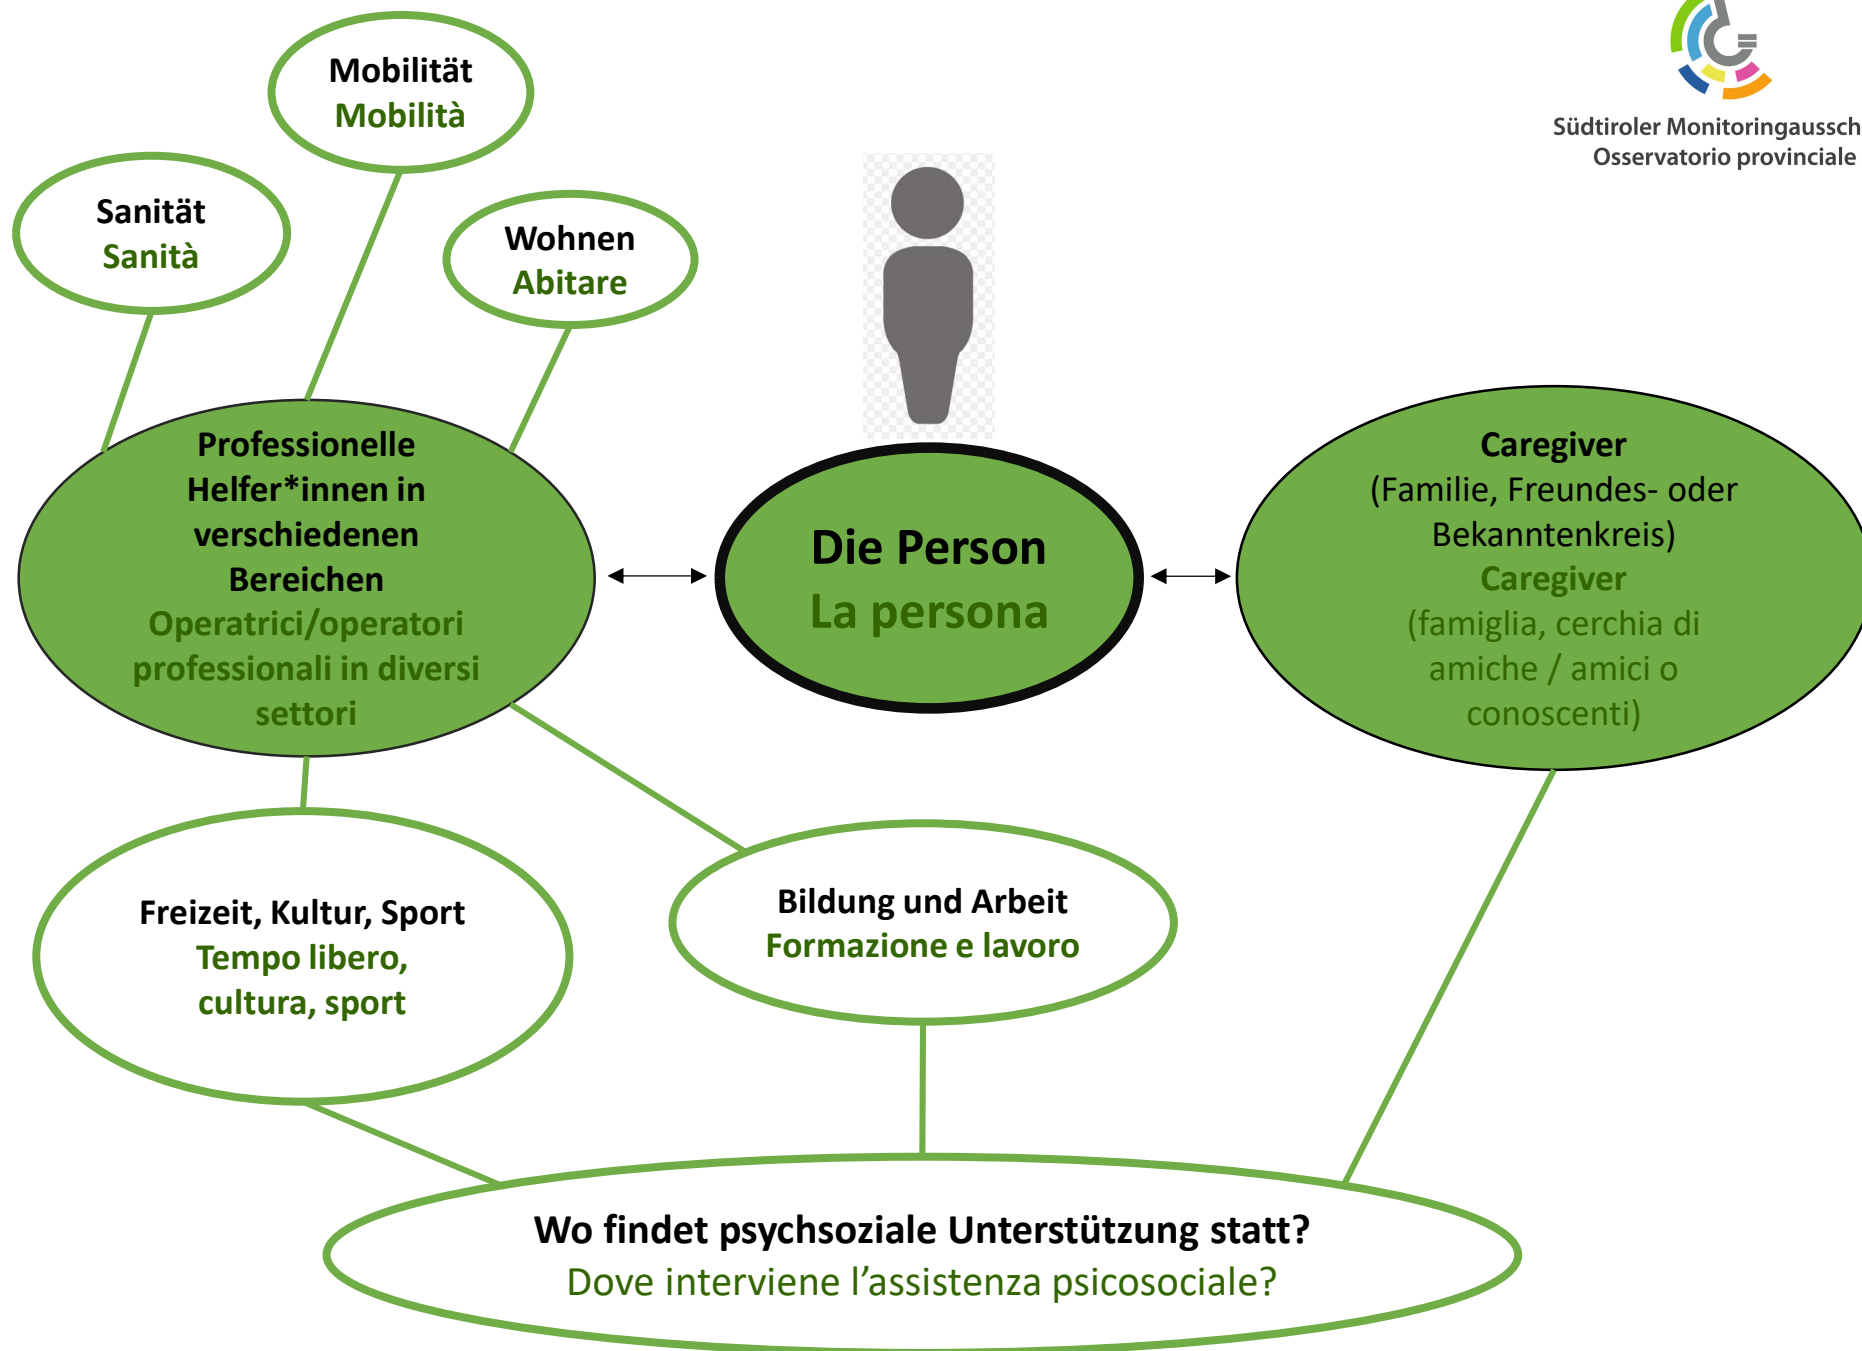 Mobilität
Mobilità
Südtiroler Monitoringaussch
Osservatorio provinciale
Sanität
Sanità
Wohnen
Abitare
Professionelle
Helfer*innen in
verschiedenen
Bereichen
Operatrici/operatori
professionali in diversi
settori
Die Person
La persona
Caregiver
(Familie, Freundes- oder
Bekanntenkreis)
Caregiver
(famiglia, cerchia di
amiche / amici o
conoscenti)
Freizeit, Kultur, Sport
Tempo libero,
cultura, sport
Bildung und Arbeit
Formazione e lavoro
Wo findet psychsoziale Unterstützung statt?
Dove interviene l’assistenza psicosociale?